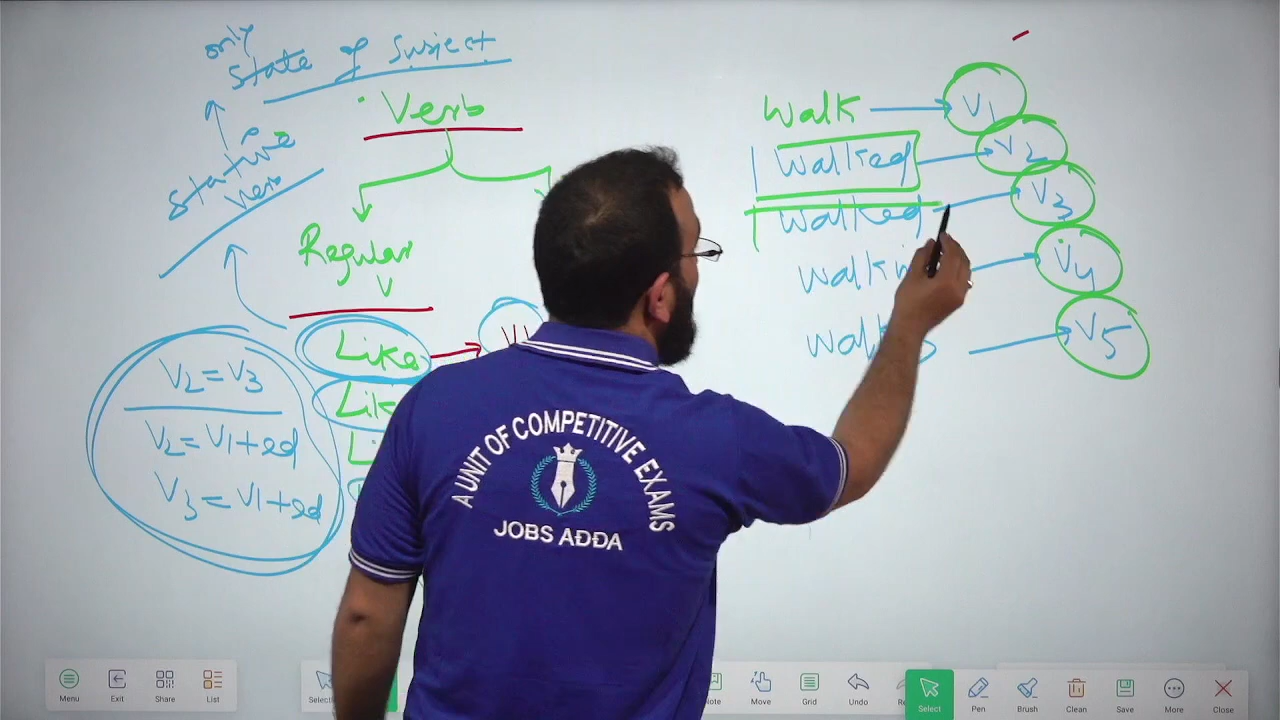 only
State of Subject
Stative
Verb
Verb
Regular
V
Like
V2 = V3
V2 = V1+ed
V3 = V1+ed
Walk V1
Walked V2
Walked V3
V4
V5
A UNIT OF COMPETITIVE EXAMS
JOBS ADDA
Menu Exit Share List Move Grid Undo Select Pen Brush Clean Save More Close